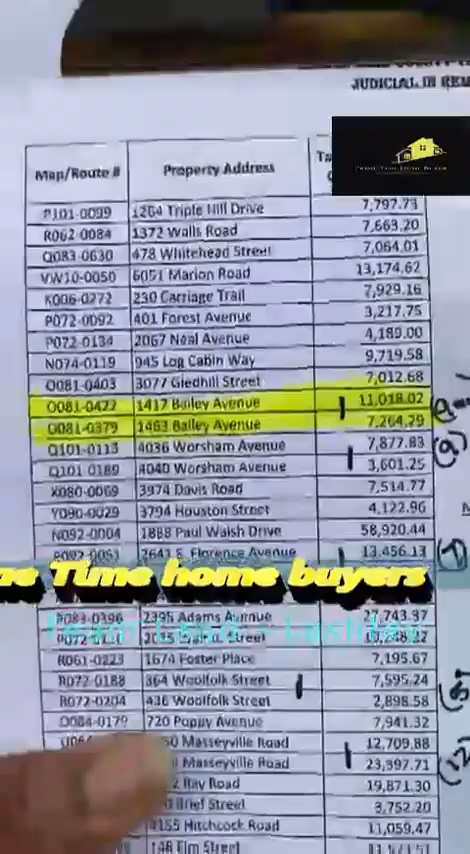 JUDICIAL IN REM
Map/Route # Property Address
P101-0099 1264 Triple Hill Drive 7,797.73
R062-0084 1372 Walls Road 7,663.20
Q083-0630 478 Whitehead Street 7,064.01
VW10-0050 6051 Marion Road 13,174.62
K006-0272 230 Carriage Trail 7,929.16
P072-0092 401 Forest Avenue 3,217.75
P072-0134 2067 Neal Avenue 4,189.00
N074-0119 945 Log Cabin Way 9,719.58
O081-0403 3077 Gledhill Street 7,012.68
O081-0422 1417 Bailey Avenue 11,018.02
O081-0379 1463 Bailey Avenue 7,264.29
Q101-0113 4036 Worsham Avenue 7,877.83
Q101-0189 4040 Worsham Avenue 3,601.25
X080-0069 3974 Davis Road 7,514.77
Y090-0029 3794 Houston Street 4,122.96
N092-0004 1888 Paul Walsh Drive 58,920.44
2641 S. Florence Avenue 13,456.13
Time home buyers
P083-0396 2395 Adams Avenue 27,743.37
Street
R061-0223 1674 Foster Place 7,195.67
R072-0188 364 Woolfolk Street 7,595.24
R072-0204 436 Woolfolk Street 2,898.58
O084-0179 720 Poppy Avenue 7,941.32
Masseyville Road 12,709.88
Masseyville Road 23,397.71
Ray Road 19,871.30
Brief Street 3,752.20
4155 Hitchcock Road 11,059.47
148 Elm Street